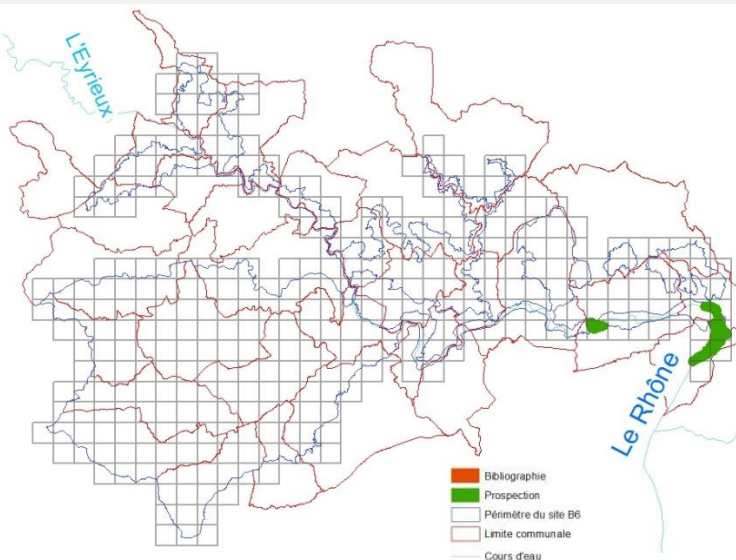 L'Eyrieux
Le Rhône
Bibliographie
Prospection
Périmètre du site B6
Limite communale
Cours d'eau